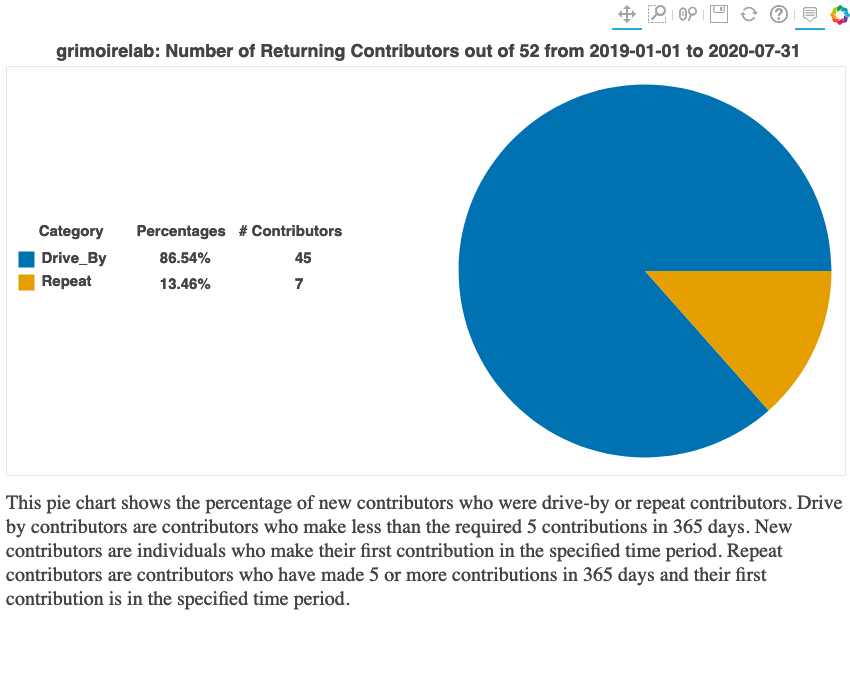 grimoirelab: Number of Returning Contributors out of 52 from 2019-01-01 to 2020-07-31
Category Percentages # Contributors
Drive_By 86.54% 45
Repeat 13.46% 7
This pie chart shows the percentage of new contributors who were drive-by or repeat contributors. Drive
by contributors are contributors who make less than the required 5 contributions in 365 days. New
contributors are individuals who make their first contribution in the specified time period. Repeat
contributors are contributors who have made 5 or more contributions in 365 days and their first
contribution is in the specified time period.